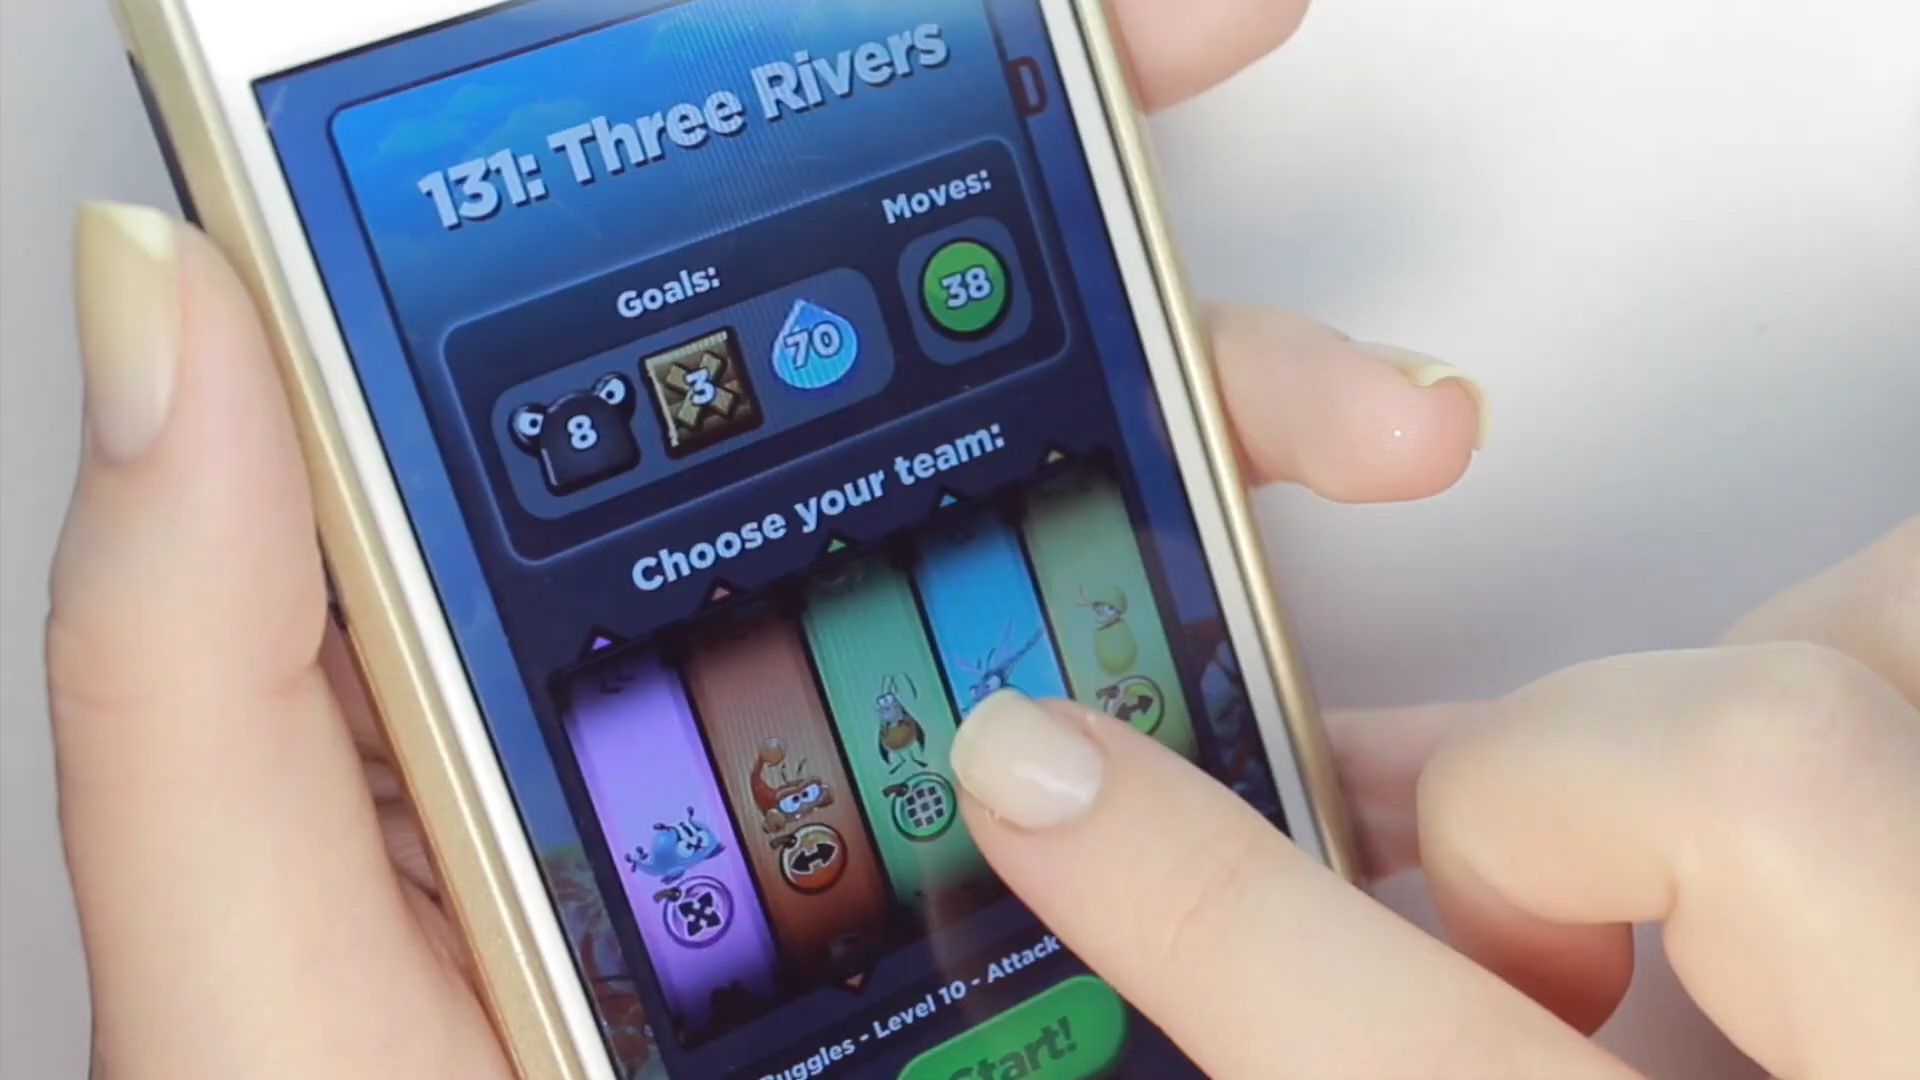 131: Three Rivers
D
Moves:
38
Goals:
8
3
70
Choose your team:
- Level 10 - Attack
Start!